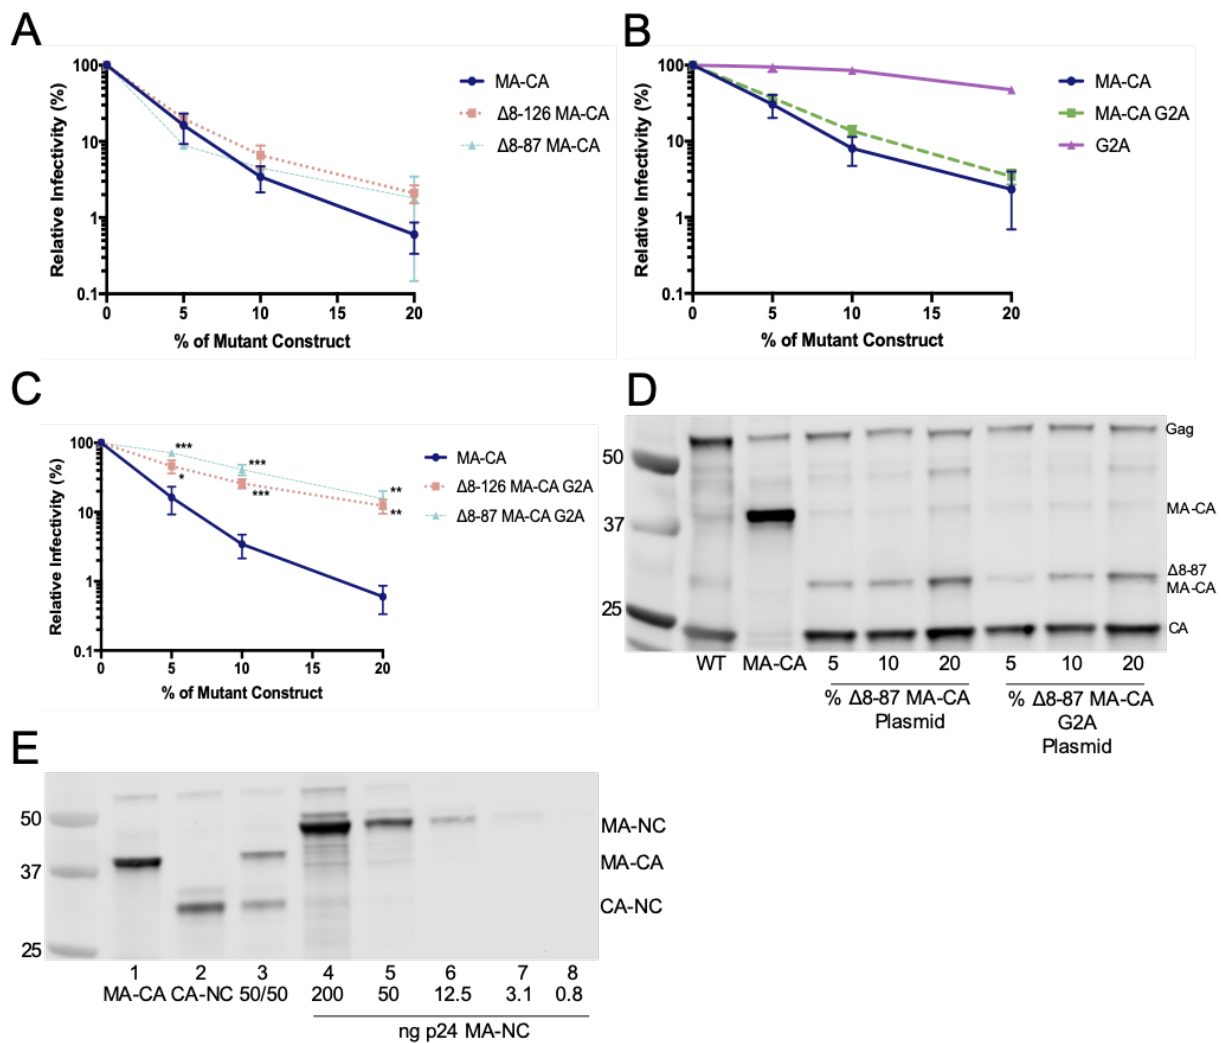 A
Relative Infectivity (%)
100
10
1
0.1
0 5 10 15 20
% of Mutant Construct
MA-CA
Δ8-126 MA-CA
Δ8-87 MA-CA
B
Relative Infectivity (%)
100
10
1
0.1
0 5 10 15 20
% of Mutant Construct
MA-CA
MA-CA G2A
G2A
C
Relative Infectivity (%)
100
10
1
0.1
0 5 10 15 20
% of Mutant Construct
***
*
***
***
**
**
MA-CA
Δ8-126 MA-CA G2A
Δ8-87 MA-CA G2A
D
50
37
25
Gag
MA-CA
Δ8-87
MA-CA
CA
WT MA-CA 5 10 20 5 10 20
% Δ8-87 MA-CA
Plasmid
% Δ8-87 MA-CA
G2A
Plasmid
E
50
37
25
MA-NC
MA-CA
CA-NC
1 2 3 4 5 6 7 8
MA-CA CA-NC 50/50 200 50 12.5 3.1 0.8
ng p24 MA-NC